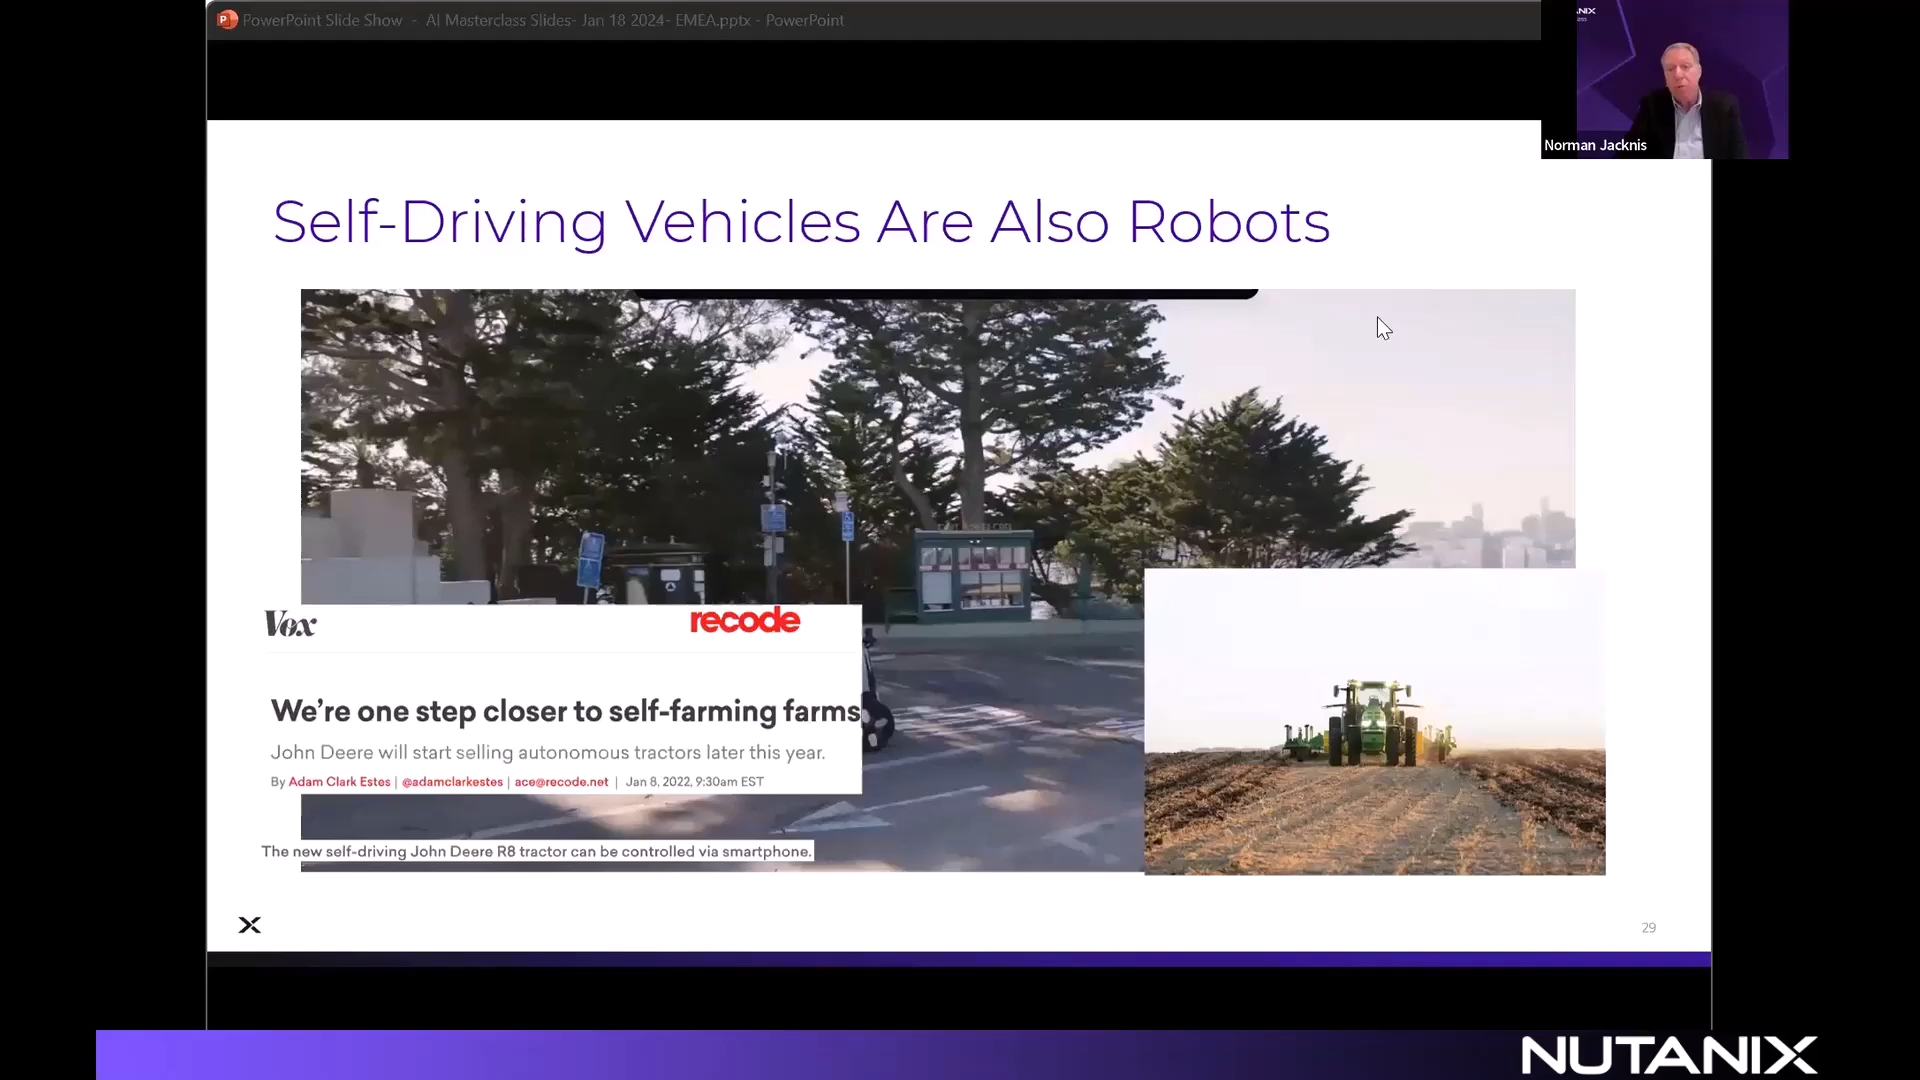 PowerPoint Slide Show - AI Masterclass Slides- Jan 18 2024- EMEA.pptx - PowerPoint
Norman Jacknis
Self-Driving Vehicles Are Also Robots
Vox
recode
We're one step closer to self-farming farms
John Deere will start selling autonomous tractors later this year.
By Adam Clark Estes | @adamclarkestes | ace@recode.net | Jan 8, 2022, 9:30am EST
The new self-driving John Deere R8 tractor can be controlled via smartphone.
29
NUTANIX